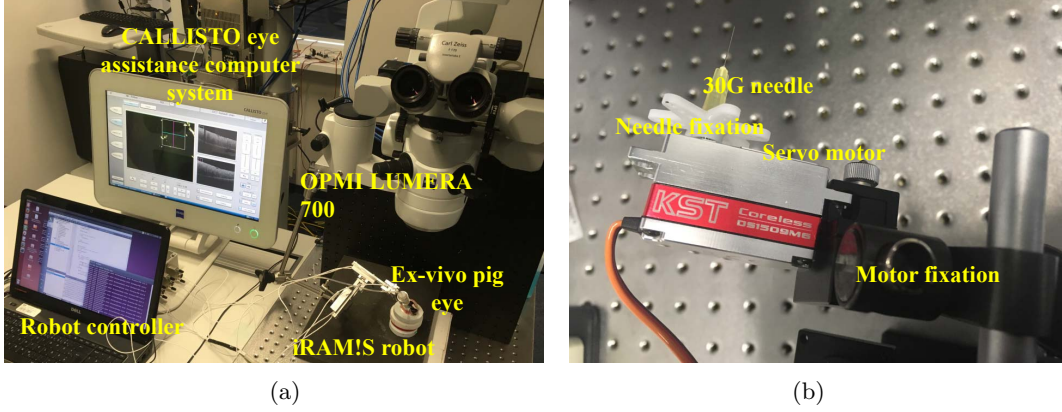 CALLISTO eye
assistance computer
system
Carl Zeiss
OPMI LUMERA
700
Ex-vivo pig
eye
Robot controller
iRAM!S robot
DELL
(a)
30G needle
Needle fixation
Servo motor
KST
Coreless
DS1509MG
Motor fixation
(b)